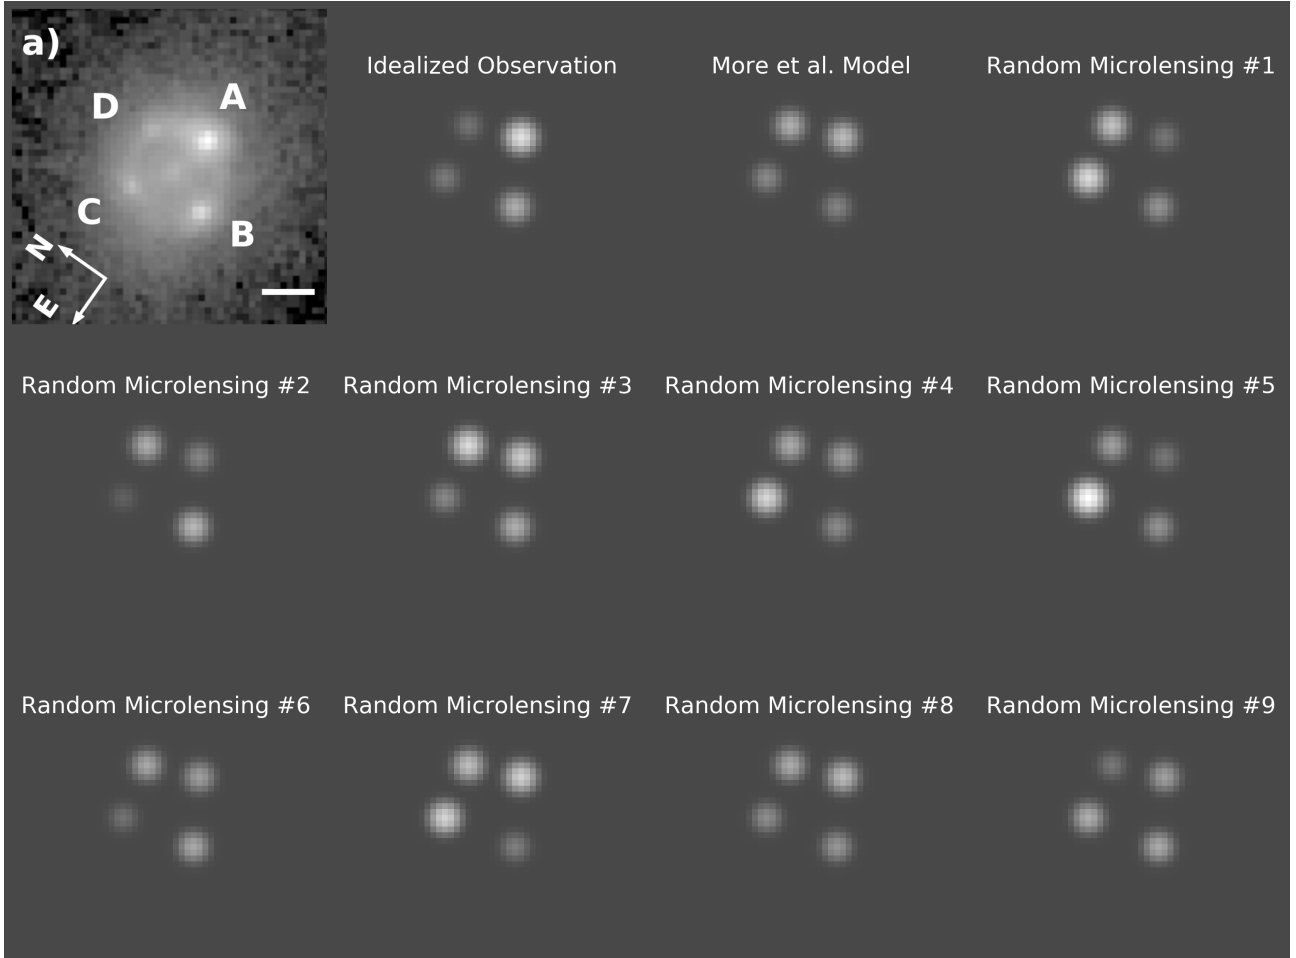 a)
D
A
C
B
N
E
Idealized Observation
More et al. Model
Random Microlensing #1
Random Microlensing #2
Random Microlensing #3
Random Microlensing #4
Random Microlensing #5
Random Microlensing #6
Random Microlensing #7
Random Microlensing #8
Random Microlensing #9